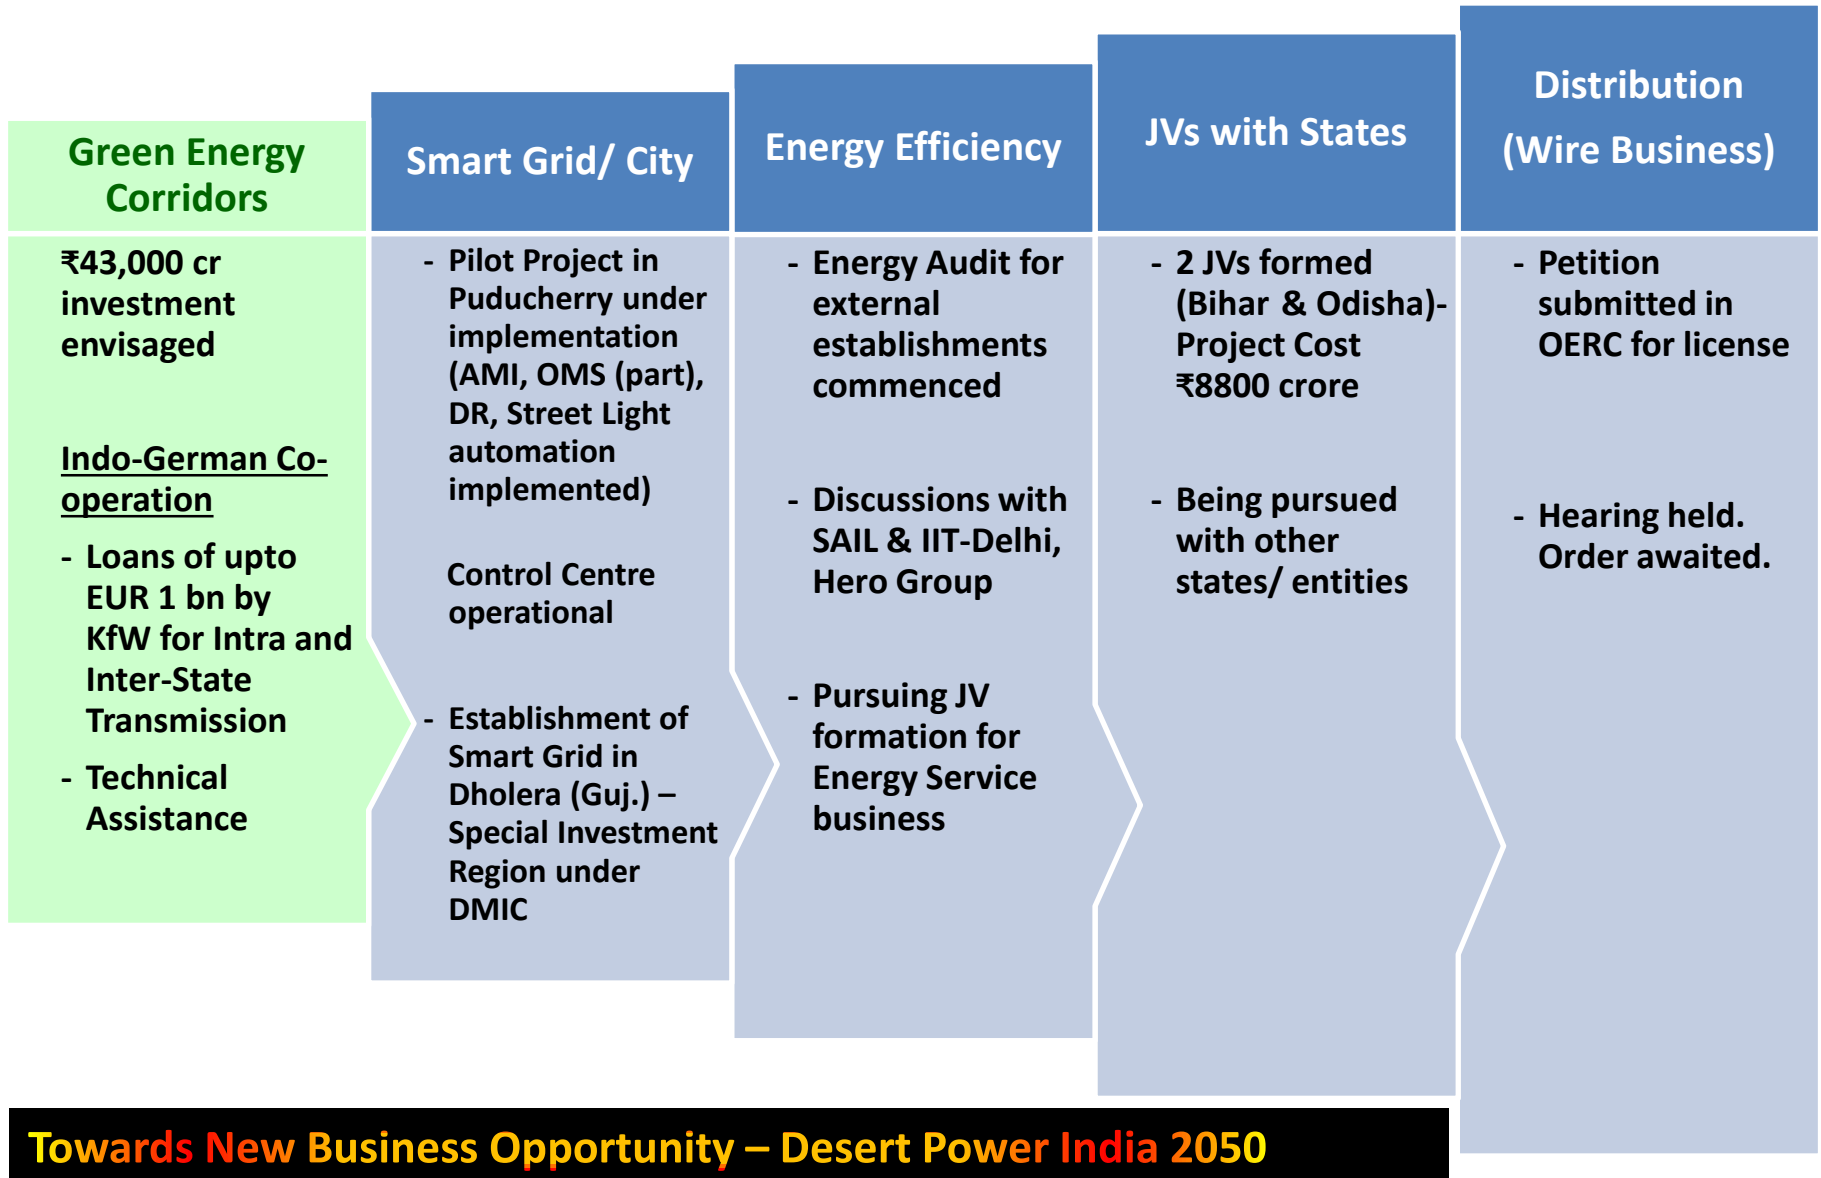 Green Energy
Corridors
₹43,000 cr
investment
envisaged
Indo-German Co-
operation
- Loans of upto
EUR 1 bn by
KfW for Intra and
Inter-State
Transmission
- Technical
Assistance
Smart Grid/ City
- Pilot Project in
Puducherry under
implementation
(AMI, OMS (part),
DR, Street Light
automation
implemented)
Control Centre
operational
- Establishment of
Smart Grid in
Dholera (Guj.) –
Special Investment
Region under
DMIC
Energy Efficiency
- Energy Audit for
external
establishments
commenced
- Discussions with
SAIL & IIT-Delhi,
Hero Group
- Pursuing JV
formation for
Energy Service
business
JVs with States
- 2 JVs formed
(Bihar & Odisha)-
Project Cost
₹8800 crore
- Being pursued
with other
states/ entities
Distribution
(Wire Business)
- Petition
submitted in
OERC for license
- Hearing held.
Order awaited.
Towards New Business Opportunity – Desert Power India 2050